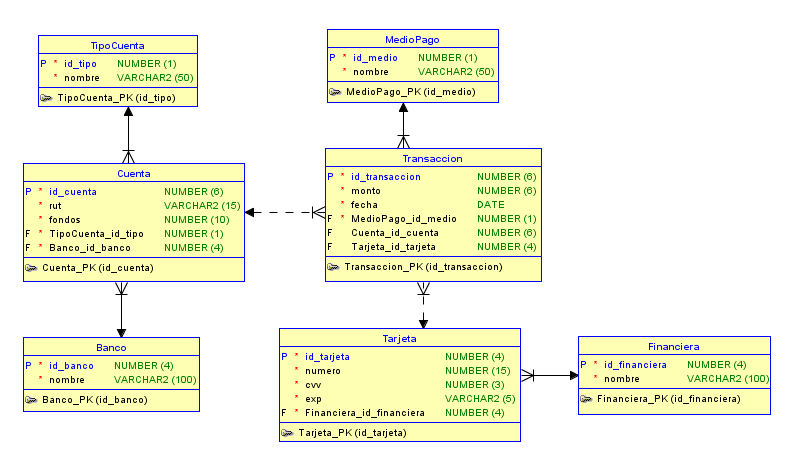 TipoCuenta
P * id_tipo NUMBER (1)
* nombre VARCHAR2 (50)
TipoCuenta_PK (id_tipo)
MedioPago
P * id_medio NUMBER (1)
* nombre VARCHAR2 (50)
MedioPago_PK (id_medio)
Cuenta
P * id_cuenta NUMBER (6)
* rut VARCHAR2 (15)
* fondos NUMBER (10)
F * TipoCuenta_id_tipo NUMBER (1)
F * Banco_id_banco NUMBER (4)
Cuenta_PK (id_cuenta)
Transaccion
P * id_transaccion NUMBER (6)
* monto NUMBER (6)
* fecha DATE
F * MedioPago_id_medio NUMBER (1)
F Cuenta_id_cuenta NUMBER (6)
F Tarjeta_id_tarjeta NUMBER (4)
Transaccion_PK (id_transaccion)
Banco
P * id_banco NUMBER (4)
* nombre VARCHAR2 (100)
Banco_PK (id_banco)
Tarjeta
P * id_tarjeta NUMBER (4)
* numero NUMBER (15)
* cvv NUMBER (3)
* exp VARCHAR2 (5)
F * Financiera_id_financiera NUMBER (4)
Tarjeta_PK (id_tarjeta)
Financiera
P * id_financiera NUMBER (4)
* nombre VARCHAR2 (100)
Financiera_PK (id_financiera)